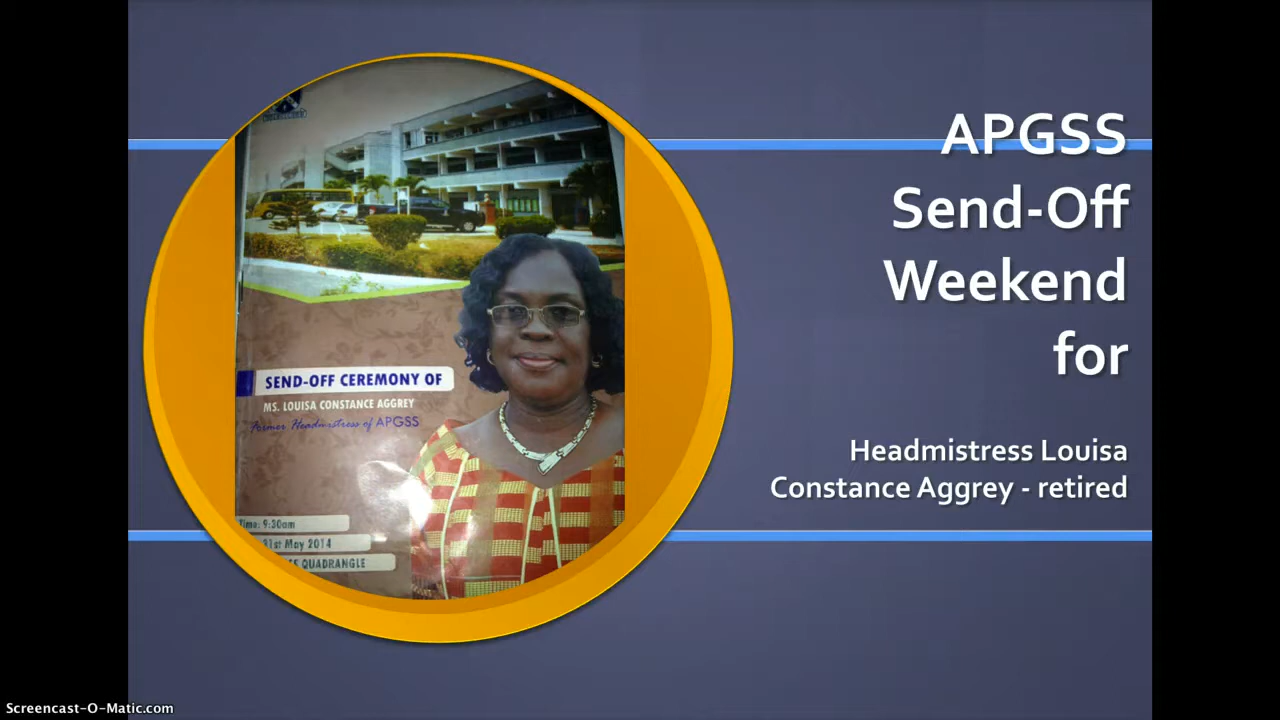 APGSS
Send-Off
Weekend
for
Headmistress Louisa
Constance Aggrey - retired
SEND-OFF CEREMONY OF
MS. LOUISA CONSTANCE AGGREY
Former Headmistress of APGSS
Time: 9:30am
31st May 2014
QUADRANGLE
Screencast-O-Matic.com